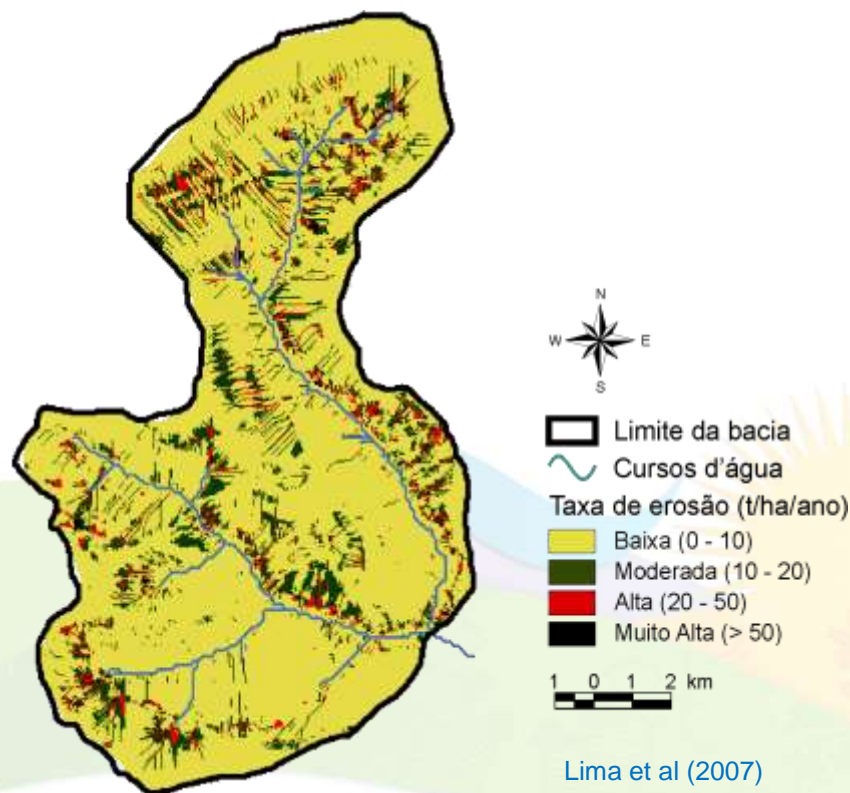 N
W E
S
Limite da bacia
Cursos d'água
Taxa de erosão (t/ha/ano)
Baixa (0 - 10)
Moderada (10 - 20)
Alta (20 - 50)
Muito Alta (> 50)
1 0 1 2 km
Lima et al (2007)